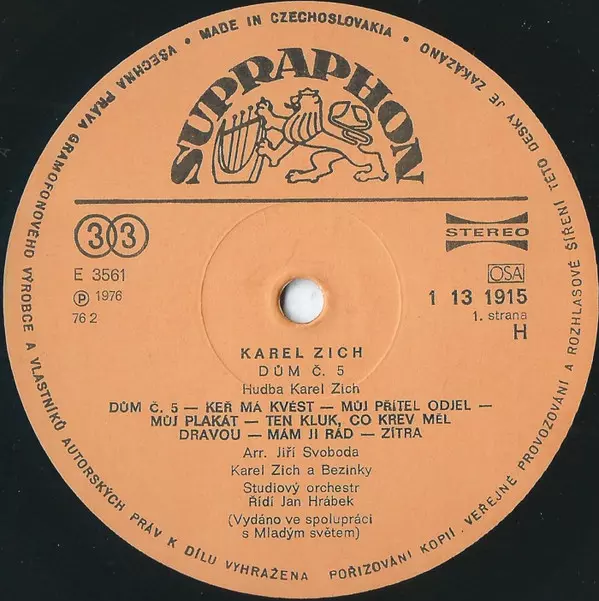 VŠECHNA PRÁVA GRAMOFONOVÉHO VÝROBCE A VLASTNÍKŮ AUTORSKÝCH PRÁV K DÍLU VYHRAŽENA
POŘIZOVÁNÍ KOPIÍ, VEŘEJNÉ PROVOZOVÁNÍ A ROZHLASOVÉ ŠÍŘENÍ TÉTO DESKY JE ZAKÁZÁNO
• MADE IN CZECHOSLOVAKIA •
SUPRAPHON
33
STEREO
E 3561
OSA
Ⓟ 1976
1 13 1915
76 2
1. strana
H
KAREL ZICH
DŮM Č. 5
Hudba Karel Zich
DŮM Č. 5 — KEŘ MÁ KVÉST — MŮJ PŘÍTEL ODJEL —
MŮJ PLAKÁT — TEN KLUK, CO KREV MĚL
DRAVOU — MÁM JI RÁD — ZÍTRA
Arr. Jiří Svoboda
Karel Zich a Bezinky
Studiový orchestr
Řídí Jan Hrábek
(Vydáno ve spolupráci
s Mladým světem)